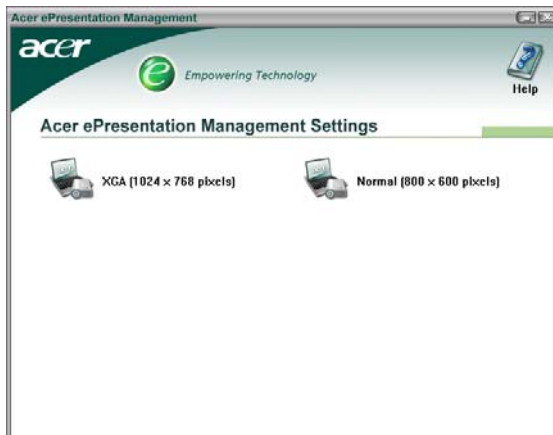 Acer ePresentation Management
acer
e Empowering Technology
Help
Acer ePresentation Management Settings
XGA (1024 x 768 pixels)
Normal (800 x 600 pixels)